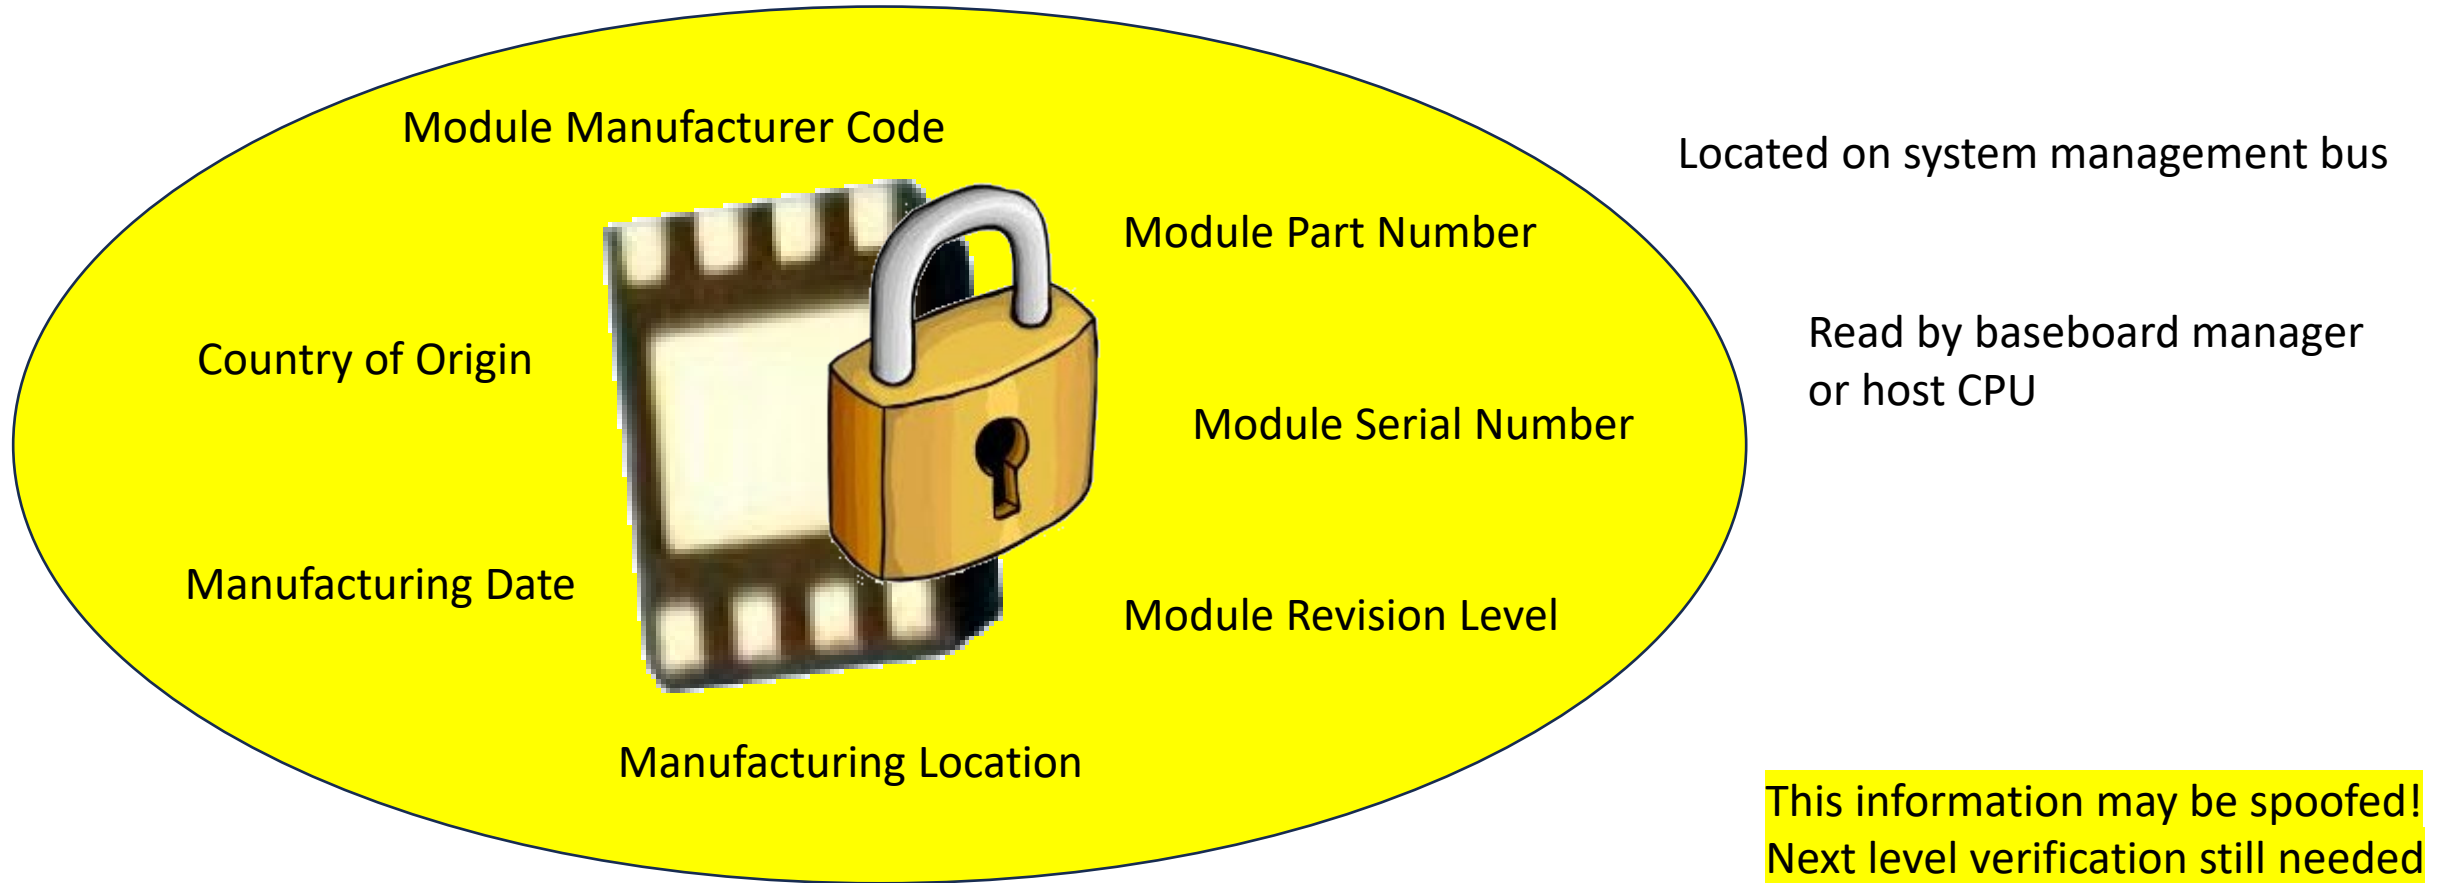 Module Manufacturer Code
Located on system management bus
Module Part Number
Read by baseboard manager
or host CPU
Country of Origin
Module Serial Number
Manufacturing Date
Module Revision Level
Manufacturing Location
This information may be spoofed!
Next level verification still needed